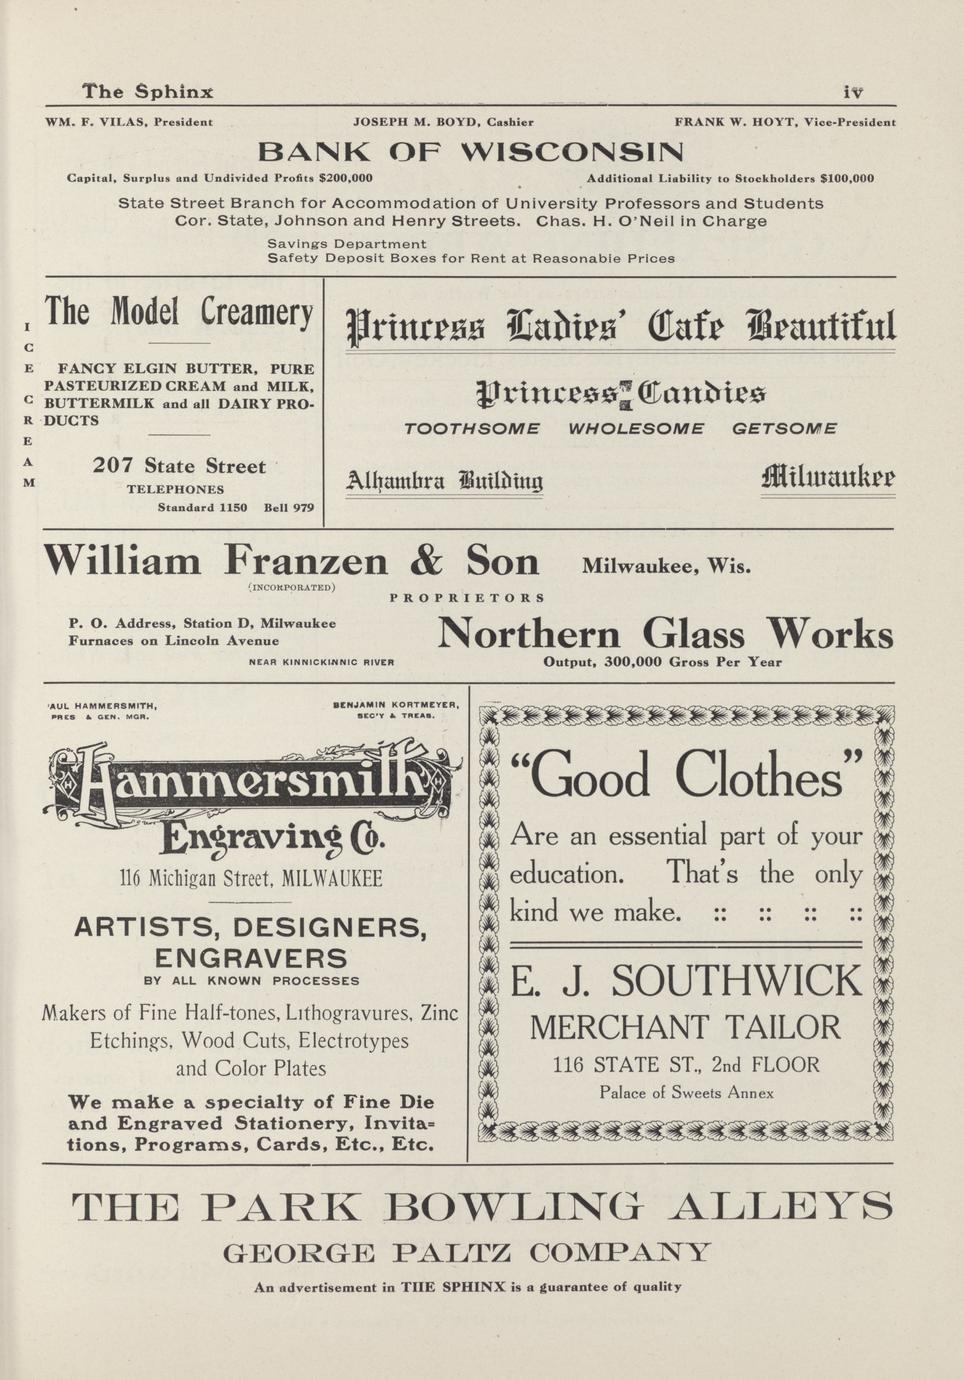 The Sphinx iv
WM. F. VILAS, President JOSEPH M. BOYD, Cashier FRANK W. HOYT, Vice-President
BANK OF WISCONSIN
Capital, Surplus and Undivided Profits $200,000 Additional Liability to Stockholders $100,000
State Street Branch for Accommodation of University Professors and Students
Cor. State, Johnson and Henry Streets. Chas. H. O'Neil in Charge
Savings Department
Safety Deposit Boxes for Rent at Reasonable Prices
ICE CREAM
The Model Creamery
FANCY ELGIN BUTTER, PURE
PASTEURIZED CREAM and MILK,
BUTTERMILK and all DAIRY PRO-
DUCTS
207 State Street
TELEPHONES
Standard 1150 Bell 979
Princess Ladies' Cafe Beautiful
Princess Candies
TOOTHSOME WHOLESOME GETSOME
Alhambra Building Milwaukee
William Franzen & Son Milwaukee, Wis.
(INCORPORATED)
PROPRIETORS
P. O. Address, Station D, Milwaukee
Furnaces on Lincoln Avenue
NEAR KINNICKINNIC RIVER
Northern Glass Works
Output, 300,000 Gross Per Year
'AUL HAMMERSMITH, BENJAMIN KORTMEYER,
PRES & GEN. MGR. SEC'Y & TREAS.
Hammersmith
Engraving Co.
116 Michigan Street, MILWAUKEE
ARTISTS, DESIGNERS,
ENGRAVERS
BY ALL KNOWN PROCESSES
Makers of Fine Half-tones, Lithogravures, Zinc
Etchings, Wood Cuts, Electrotypes
and Color Plates
We make a specialty of Fine Die
and Engraved Stationery, Invita=
tions, Programs, Cards, Etc., Etc.
"Good Clothes"
Are an essential part of your
education. That's the only
kind we make. :: :: :: ::
E. J. SOUTHWICK
MERCHANT TAILOR
116 STATE ST., 2nd FLOOR
Palace of Sweets Annex
THE PARK BOWLING ALLEYS
GEORGE PALTZ COMPANY
An advertisement in THE SPHINX is a guarantee of quality